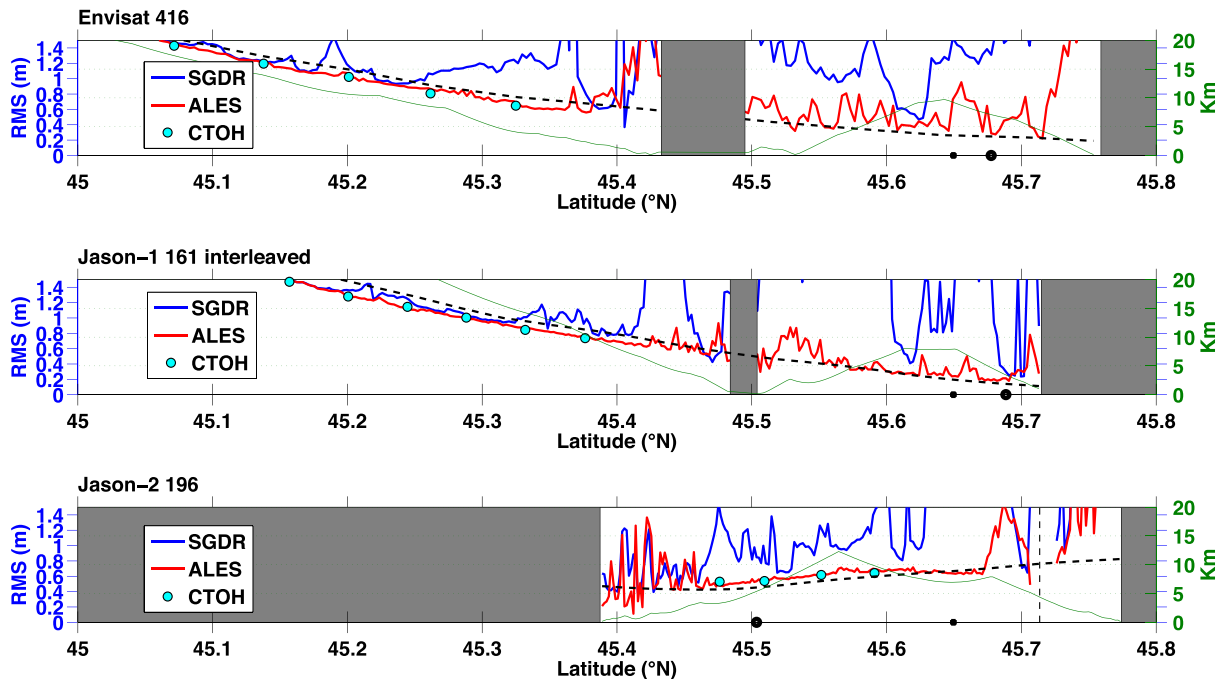 Envisat 416
RMS (m)
1.4
1.2
1
0.8
0.6
0.4
0.2
0
SGDR
ALES
CTOH
20
15
10
5
0
Km
45 45.1 45.2 45.3 45.4 45.5 45.6 45.7 45.8
Latitude (°N)
Jason−1 161 interleaved
RMS (m)
1.4
1.2
1
0.8
0.6
0.4
0.2
0
SGDR
ALES
CTOH
20
15
10
5
0
Km
45 45.1 45.2 45.3 45.4 45.5 45.6 45.7 45.8
Latitude (°N)
Jason−2 196
RMS (m)
1.4
1.2
1
0.8
0.6
0.4
0.2
0
SGDR
ALES
CTOH
20
15
10
5
0
Km
45 45.1 45.2 45.3 45.4 45.5 45.6 45.7 45.8
Latitude (°N)